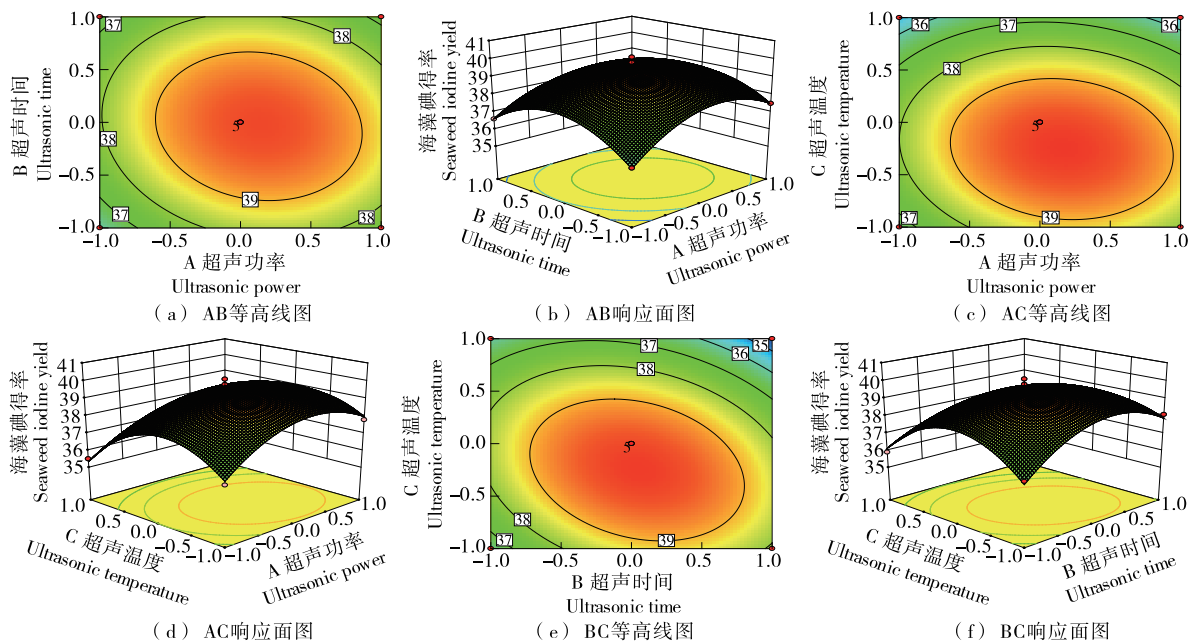 1.0
0.5
0.0
−0.5
−1.0
B 超声时间
Ultrasonic time
37
38
38
5
39
37
38
−1.0 −0.5 0.0 0.5 1.0
A 超声功率
Ultrasonic power
（a） AB等高线图
海藻碘得率
Seaweed iodine yield
41
40
39
38
37
36
35
1.0
0.5
0.0
−0.5
−1.0
B 超声时间
Ultrasonic time
1.0
0.5
0.0
−0.5
−1.0
A 超声功率
Ultrasonic power
（b） AB响应面图
1.0
0.5
0.0
−0.5
−1.0
C 超声温度
Ultrasonic temperature
36
37
36
38
5
37
39
−1.0 −0.5 0.0 0.5 1.0
A 超声功率
Ultrasonic power
（c） AC等高线图
海藻碘得率
Seaweed iodine yield
41
40
39
38
37
36
35
1.0
0.5
0.0
−0.5
−1.0
C 超声温度
Ultrasonic temperature
1.0
0.5
0.0
−0.5
−1.0
A 超声功率
Ultrasonic power
（d） AC响应面图
1.0
0.5
0.0
−0.5
−1.0
C 超声温度
Ultrasonic temperature
37
36
35
38
5
38
37
39
−1.0 −0.5 0.0 0.5 1.0
B 超声时间
Ultrasonic time
（e） BC等高线图
海藻碘得率
Seaweed iodine yield
41
40
39
38
37
36
35
1.0
0.5
0.0
−0.5
−1.0
C 超声温度
Ultrasonic temperature
1.0
0.5
0.0
−0.5
−1.0
B 超声时间
Ultrasonic time
（f） BC响应面图